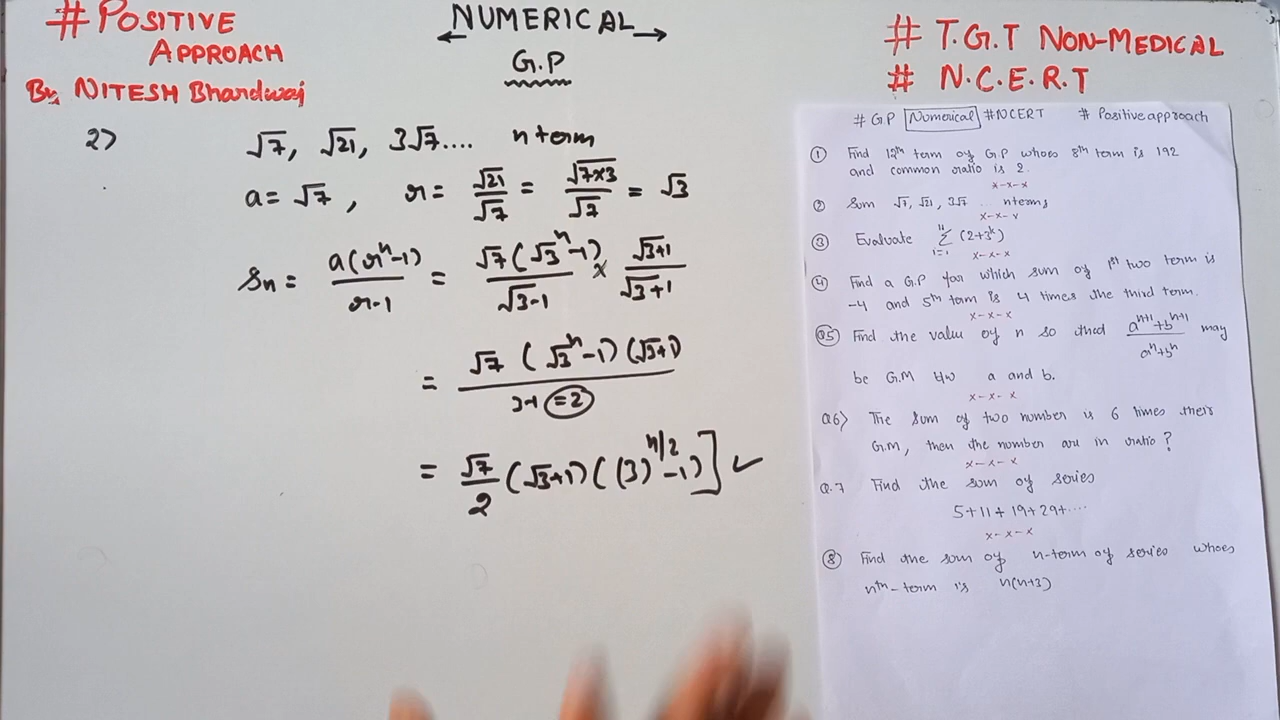 # POSITIVE
APPROACH
By NITESH Bhardwaj
NUMERICAL
G.P
# T.G.T NON-MEDICAL
# N.C.E.R.T
2) √7, √21, 3√7.... n term
a = √7, r = √21/√7 = √7×3/√7 = √3
Sn = a(r^n-1)/r-1 = √7(√3^n-1)/√3-1 × √3+1/√3+1
= √7 (√3^n-1)(√3+1)/3-1 =2
= √7/2 (√3+1)((3)^n/2-1)] ✓
# GP Numerical #NCERT # Positive approach
① Find 12th term of GP whoes 8th term is 192
and common ratio is 2.
x-x-x
② Sum √7, √21, 3√7 .. nterms
x-x-x
③ Evaluate Σ (2+3^k)
x-x-x
④ Find a G.P for which sum of 1st two term is
-4 and 5th term is 4 times the third term.
x-x-x
Q5 Find the value of n so that a^n+1+b^n+1/a^n+b^n may
be G.M b/w a and b.
x-x-x
Q6) The sum of two number is 6 times their
G.M, then the number are in ratio?
x-x-x
Q.7 Find the sum of series
5+11+19+29+....
x-x-x
⑧ Find the sum of n-term of series whoes
nth-term is n(n+3)